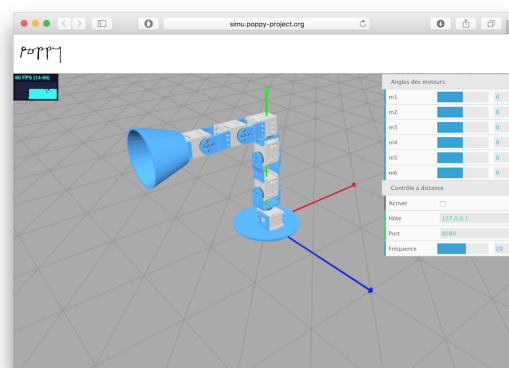 simu.poppy-project.org
poppy
60 FPS (14-60)
Angles des moteurs
m1 0
m2 0
m3 0
m4 0
m5 0
m6 0
Contrôle à distance
Activer
Hôte 127.0.0.1
Port 8080
Fréquence 20